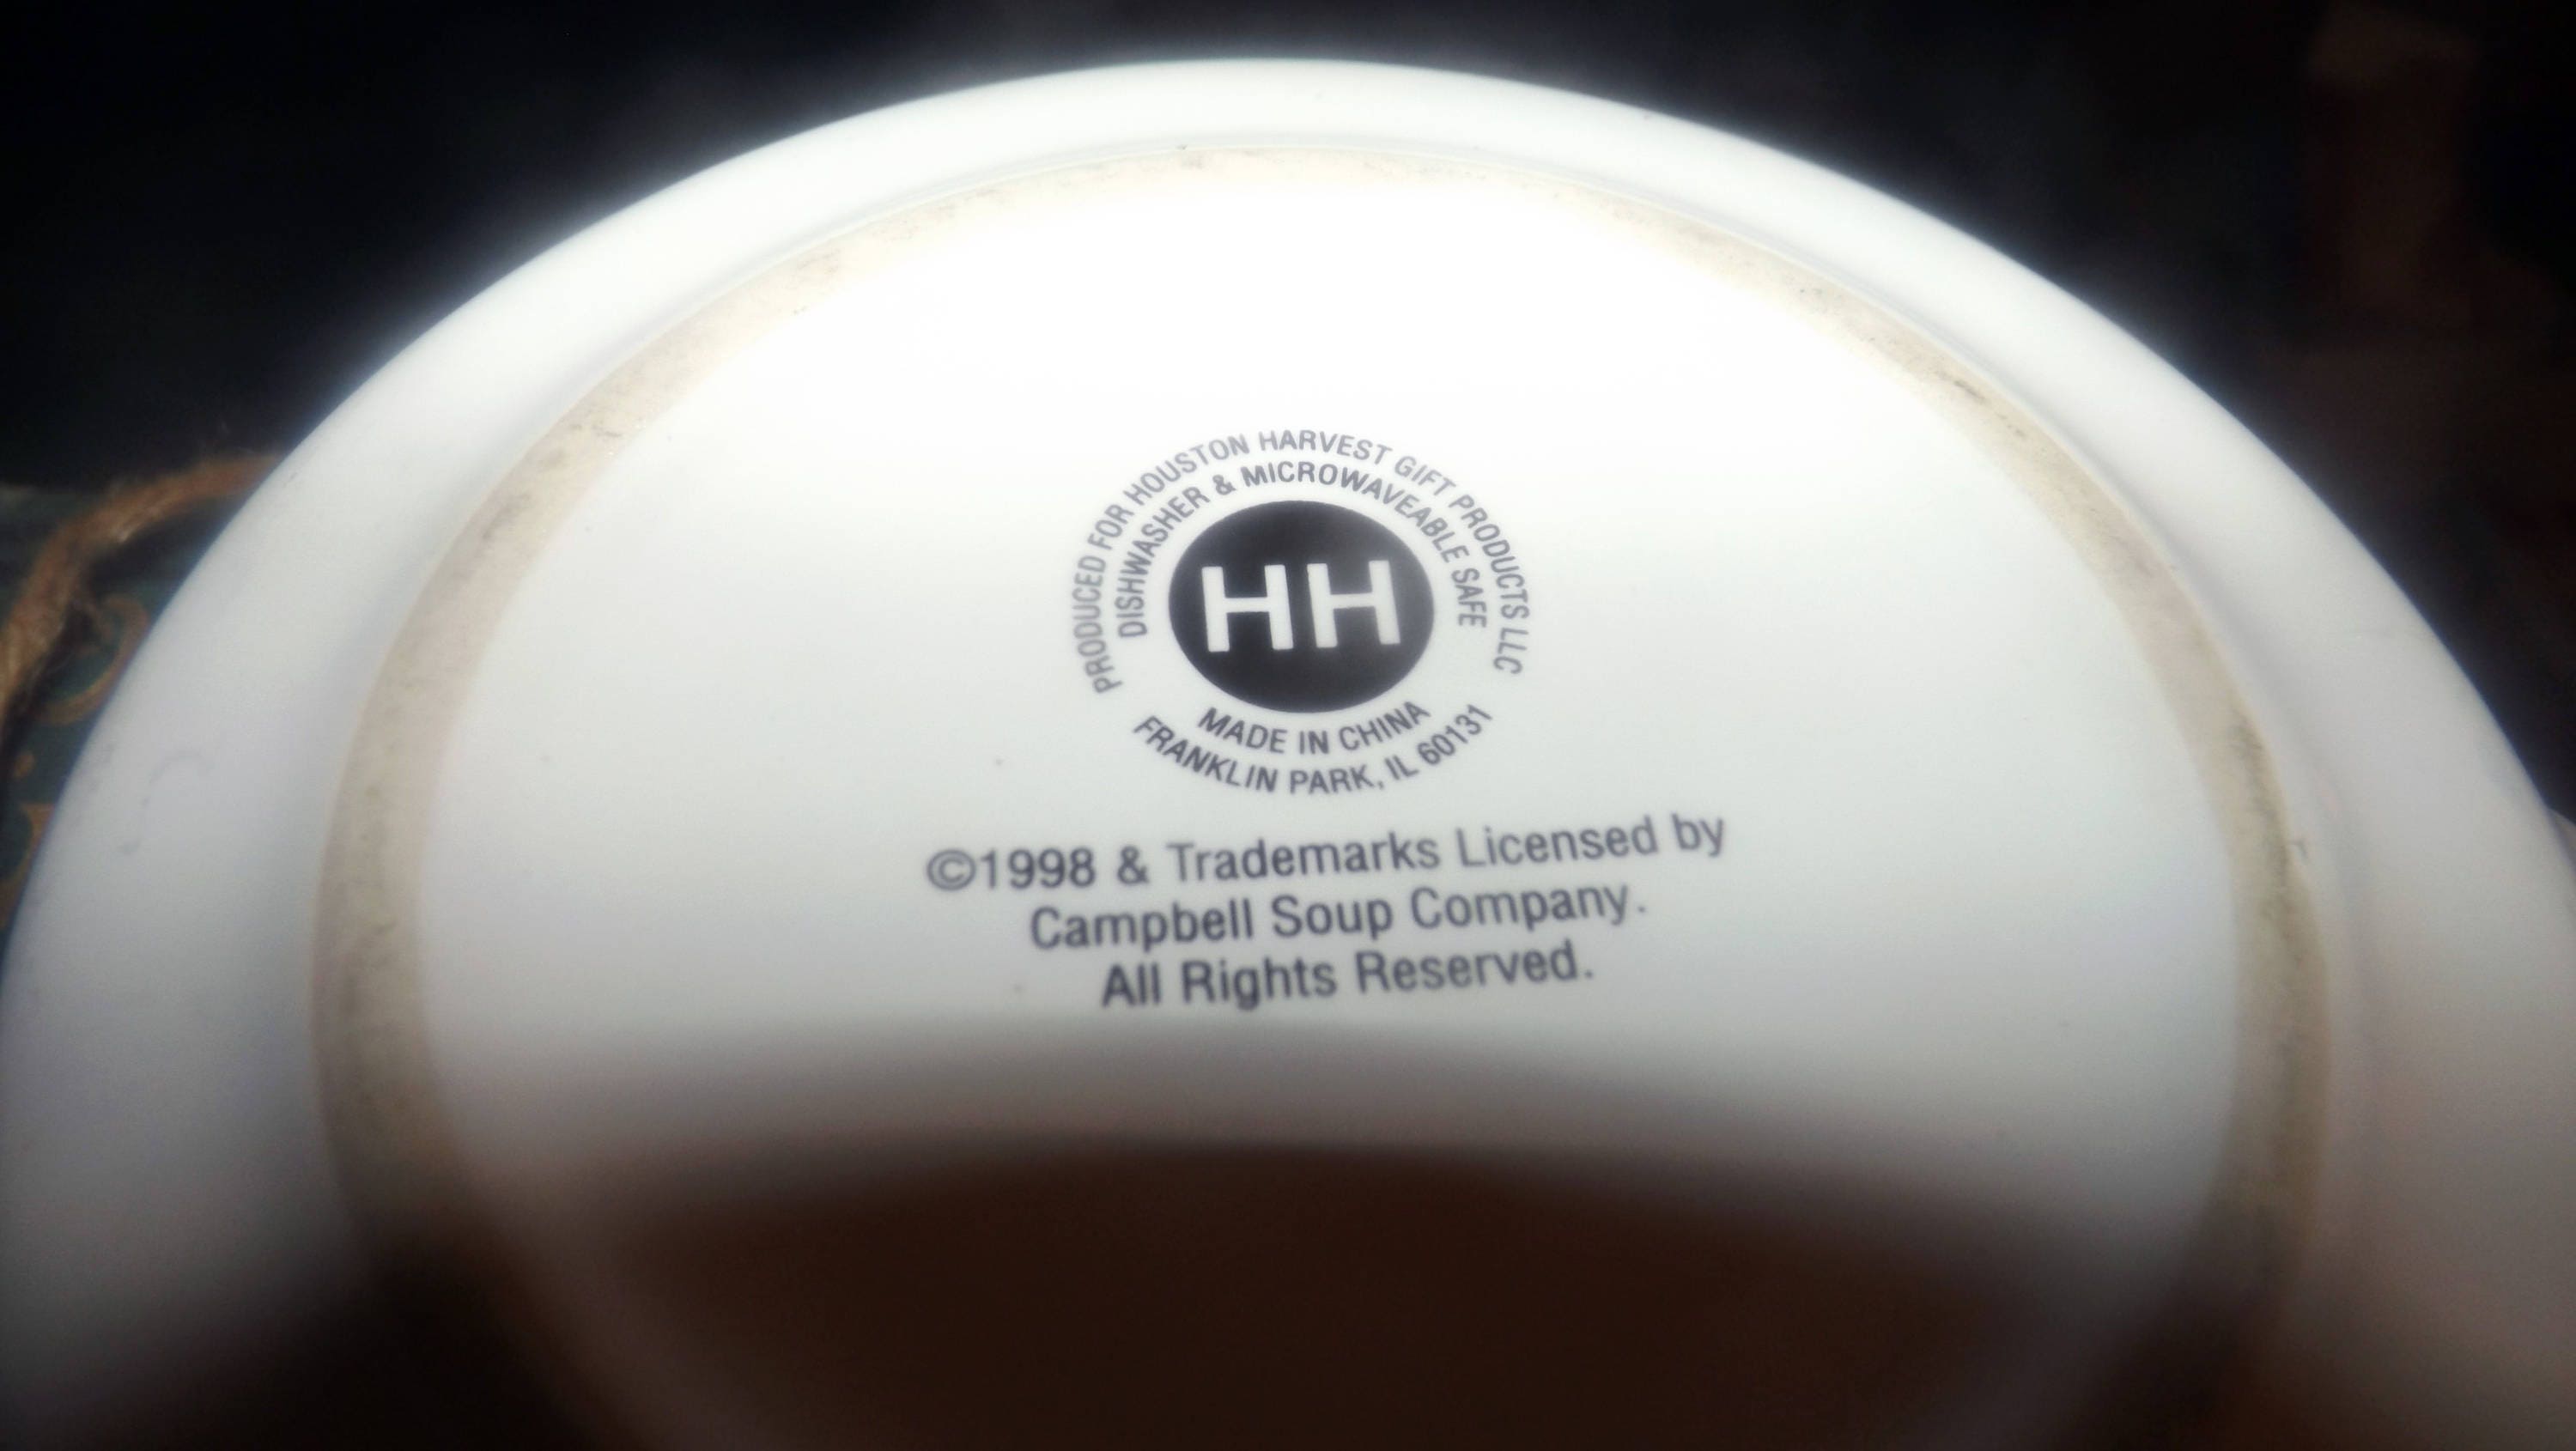 PRODUCED FOR HOUSTON HARVEST GIFT PRODUCTS LLC
DISHWASHER & MICROWAVEABLE SAFE
HH
MADE IN CHINA
FRANKLIN PARK, IL 60131
©1998 & Trademarks Licensed by
Campbell Soup Company.
All Rights Reserved.